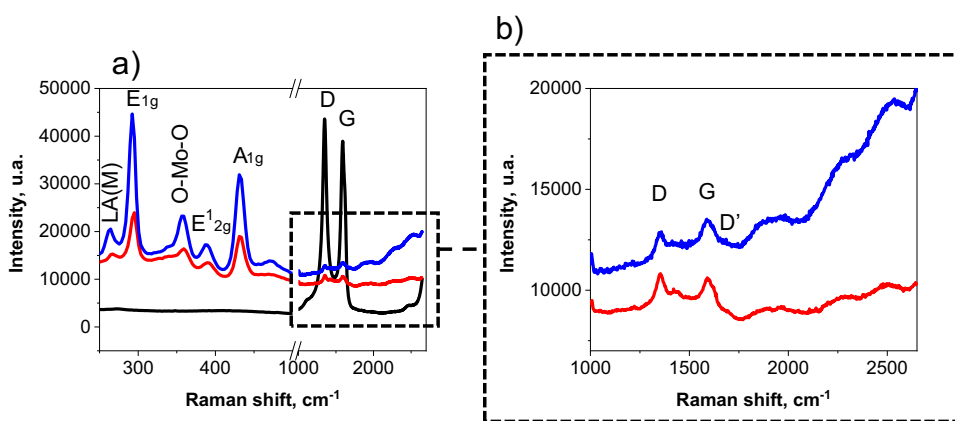 a)
b)
50000
40000
30000
20000
10000
0
Intensity, u.a.
LA(M)
E1g
O-Mo-O
E¹2g
A1g
D
G
300
400
1000
2000
Raman shift, cm-1
20000
15000
10000
Intensity, u.a.
D
G
D’
1000
1500
2000
2500
Raman shift, cm-1